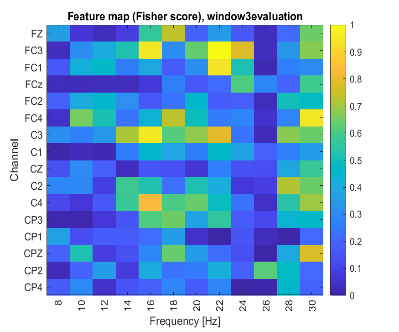 Feature map (Fisher score), window3evaluation
Channel
FZ
FC3
FC1
FCz
FC2
FC4
C3
C1
CZ
C2
C4
CP3
CP1
CPZ
CP2
CP4
8 10 12 14 16 18 20 22 24 26 28 30
Frequency [Hz]
1
0.9
0.8
0.7
0.6
0.5
0.4
0.3
0.2
0.1
0